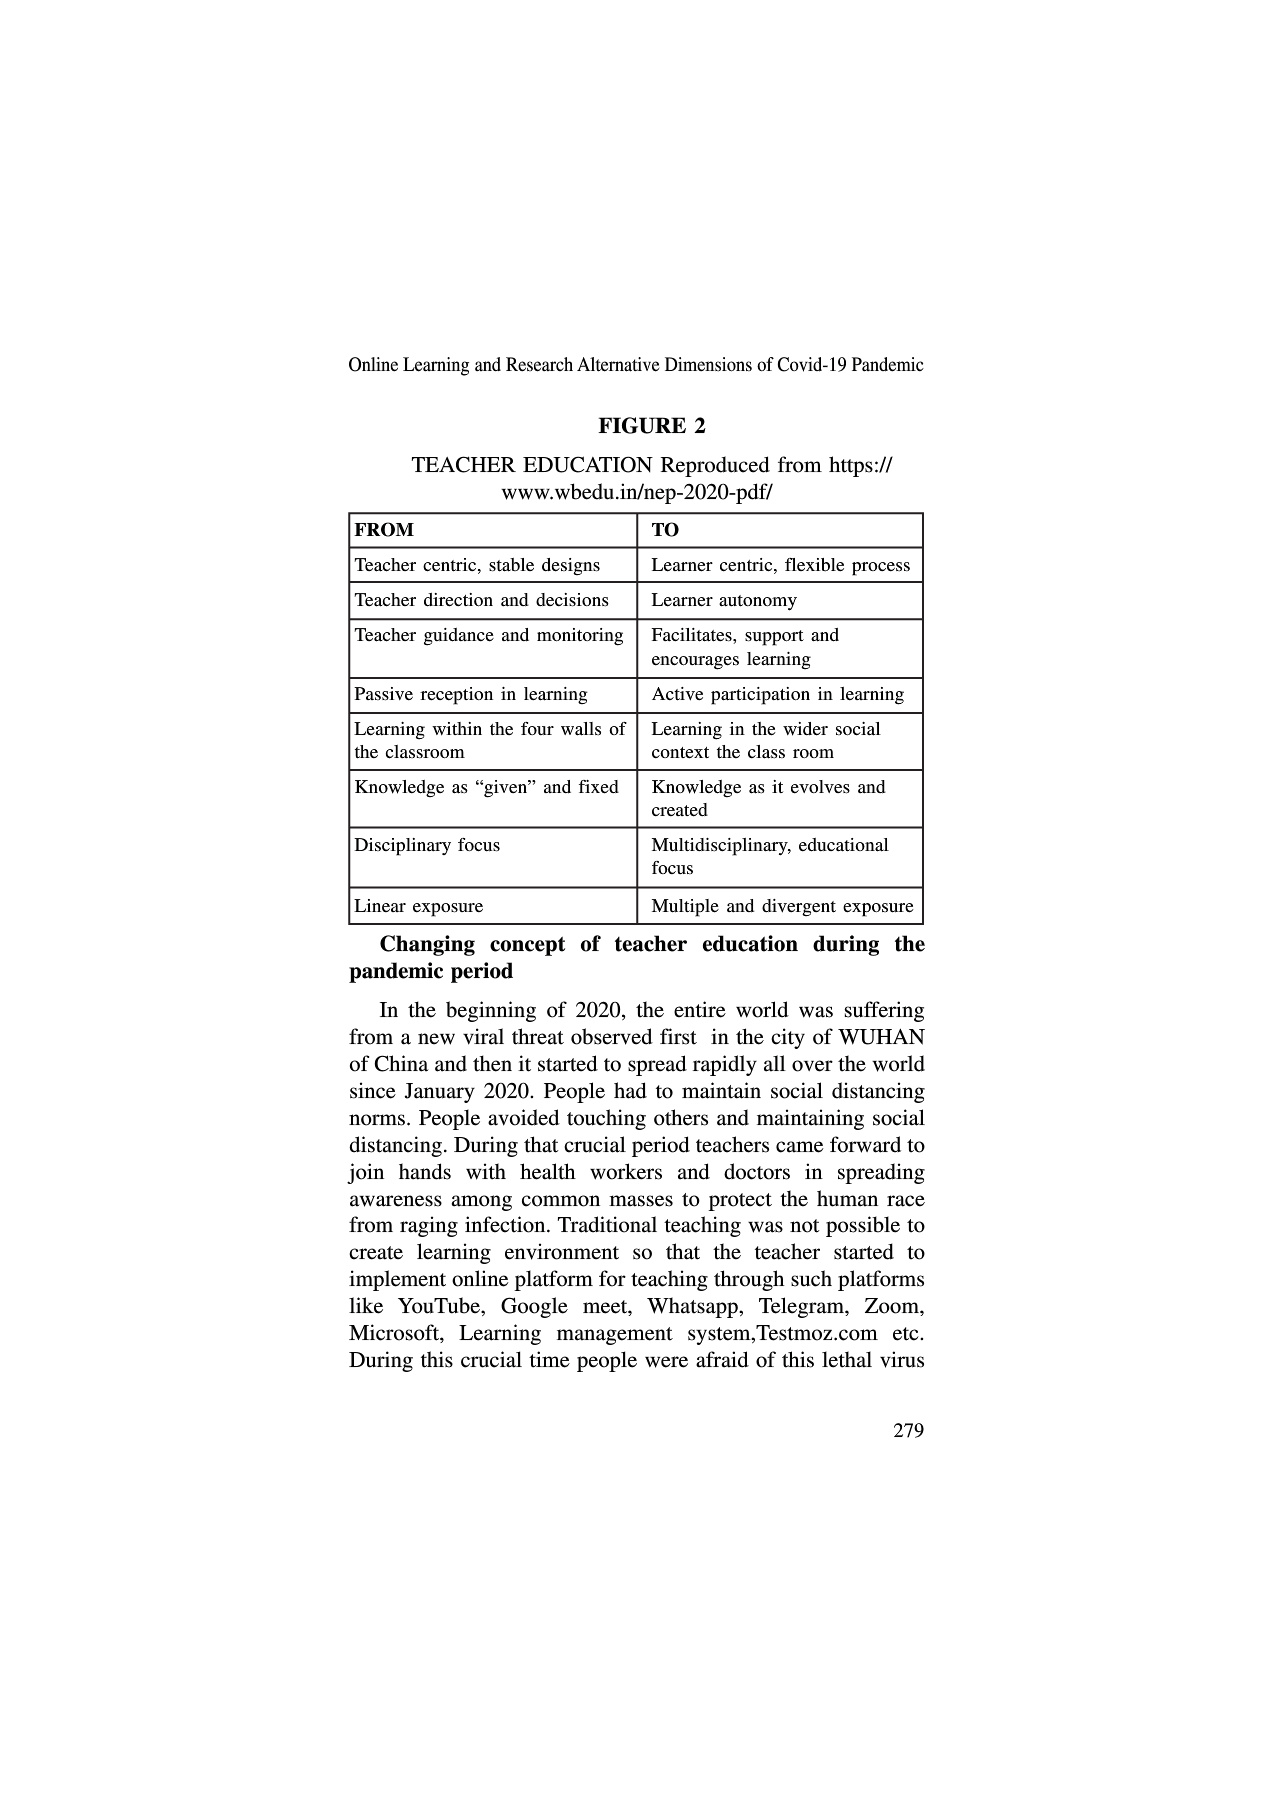 Online Learning and Research Alternative Dimensions of Covid-19 Pandemic
FIGURE 2
TEACHER EDUCATION Reproduced from https://
www.wbedu.in/nep-2020-pdf/
FROM TO
Teacher centric, stable designs Learner centric, flexible process
Teacher direction and decisions Learner autonomy
Teacher guidance and monitoring Facilitates, support and
encourages learning
Passive reception in learning Active participation in learning
Learning within the four walls of Learning in the wider social
the classroom context the class room
Knowledge as “given” and fixed Knowledge as it evolves and
created
Disciplinary focus Multidisciplinary, educational
focus
Linear exposure Multiple and divergent exposure
Changing concept of teacher education during the
pandemic period
In the beginning of 2020, the entire world was suffering
from a new viral threat observed first in the city of WUHAN
of China and then it started to spread rapidly all over the world
since January 2020. People had to maintain social distancing
norms. People avoided touching others and maintaining social
distancing. During that crucial period teachers came forward to
join hands with health workers and doctors in spreading
awareness among common masses to protect the human race
from raging infection. Traditional teaching was not possible to
create learning environment so that the teacher started to
implement online platform for teaching through such platforms
like YouTube, Google meet, Whatsapp, Telegram, Zoom,
Microsoft, Learning management system,Testmoz.com etc.
During this crucial time people were afraid of this lethal virus
279